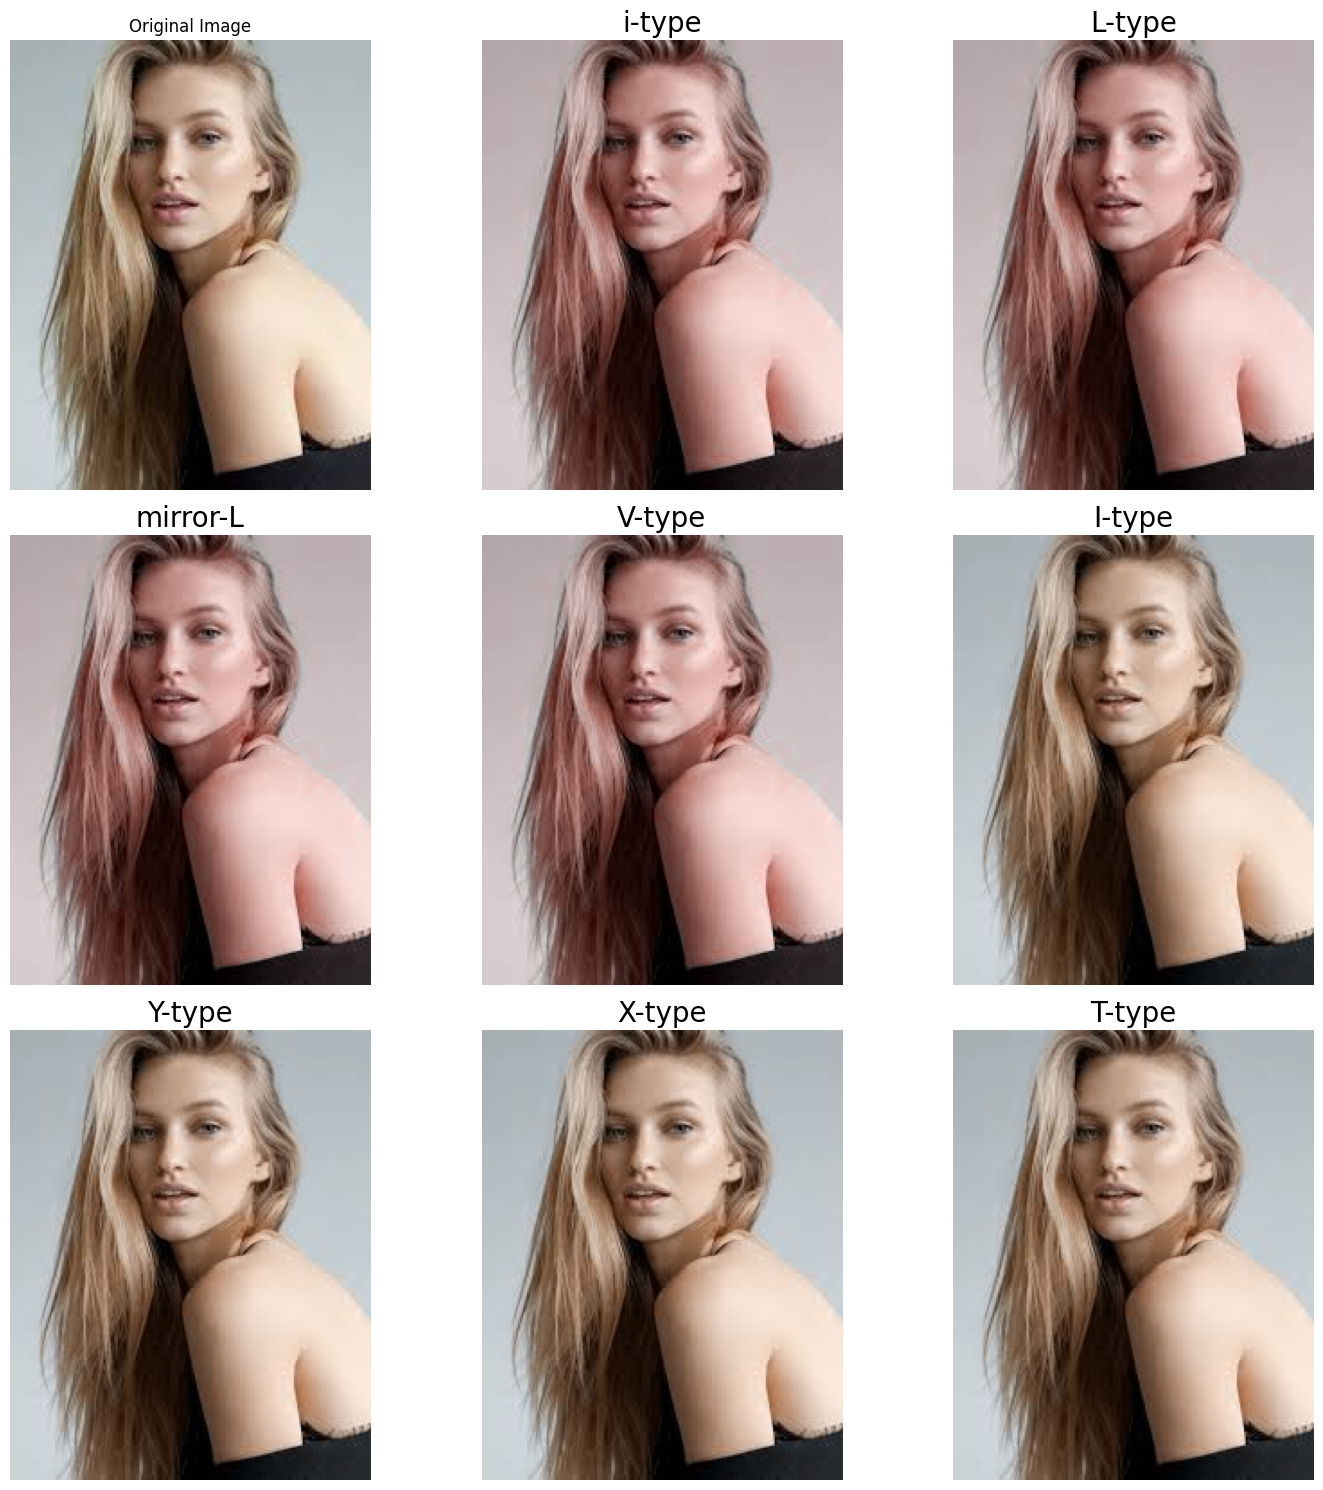 Original Image
i-type
L-type
mirror-L
V-type
I-type
Y-type
X-type
T-type